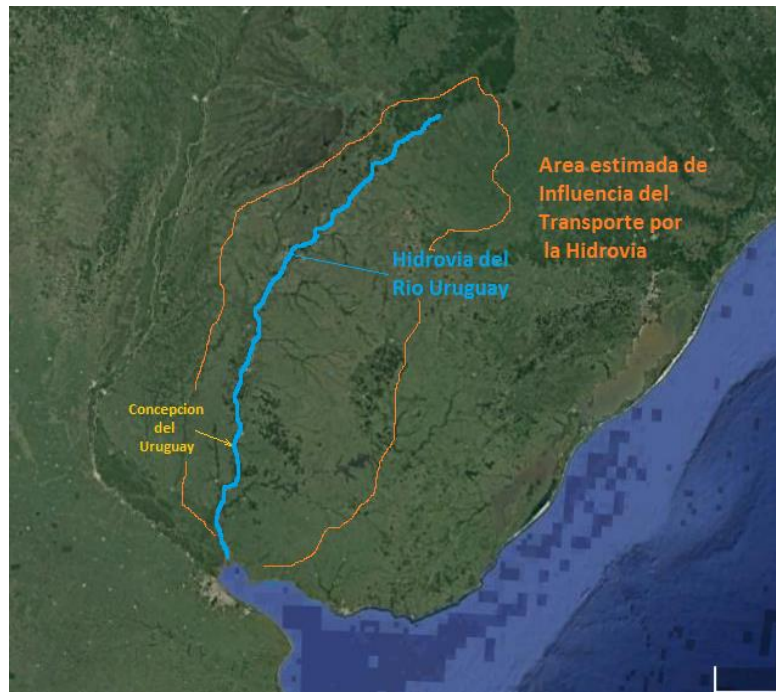 Area estimada de
Influencia del
Transporte por
la Hidrovia
Hidrovia del
Rio Uruguay
Concepcion
del
Uruguay